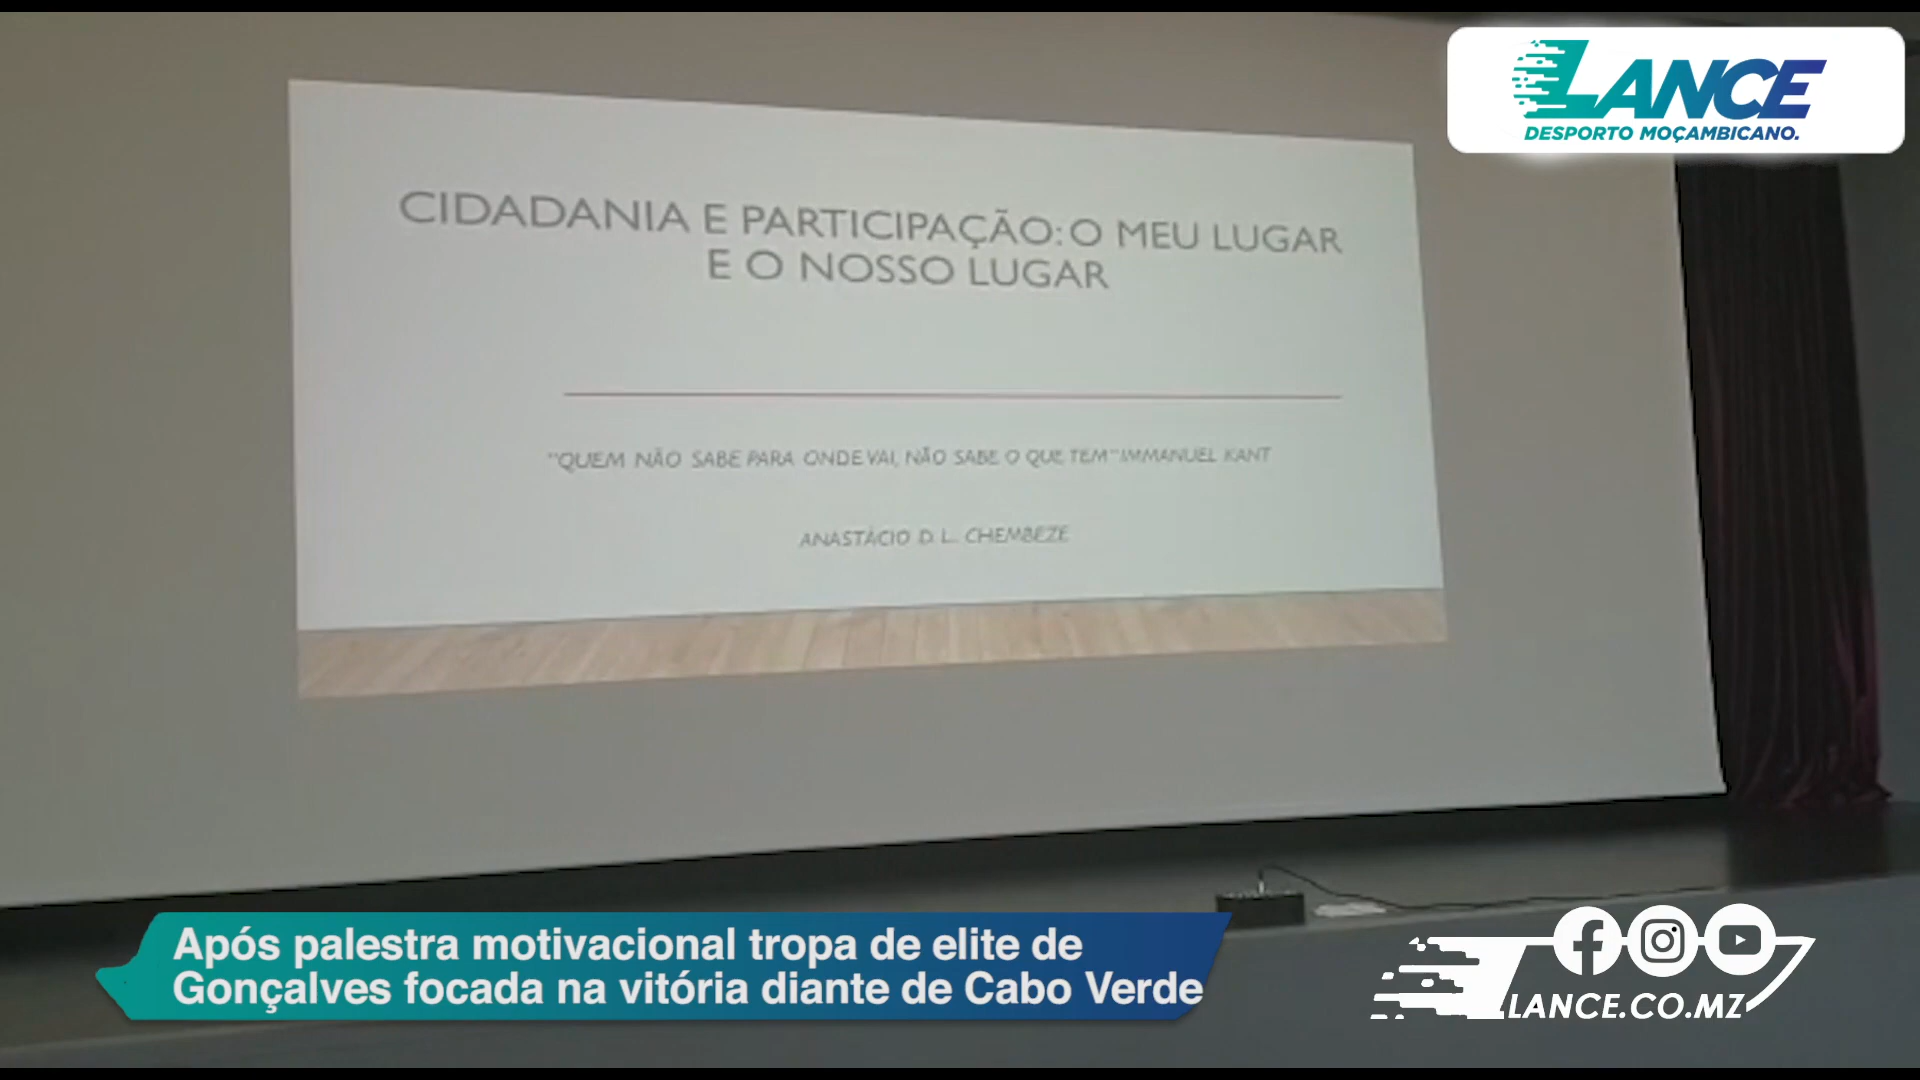 LANCE
DESPORTO MOÇAMBICANO.
CIDADANIA E PARTICIPAÇÃO: O MEU LUGAR
E O NOSSO LUGAR
"QUEM NÃO SABE PARA ONDE VAI, NÃO SABE O QUE TEM" IMMANUEL KANT
ANASTÁCIO D. L. CHEMBEZE
Após palestra motivacional tropa de elite de
Gonçalves focada na vitória diante de Cabo Verde
LANCE.CO.MZ